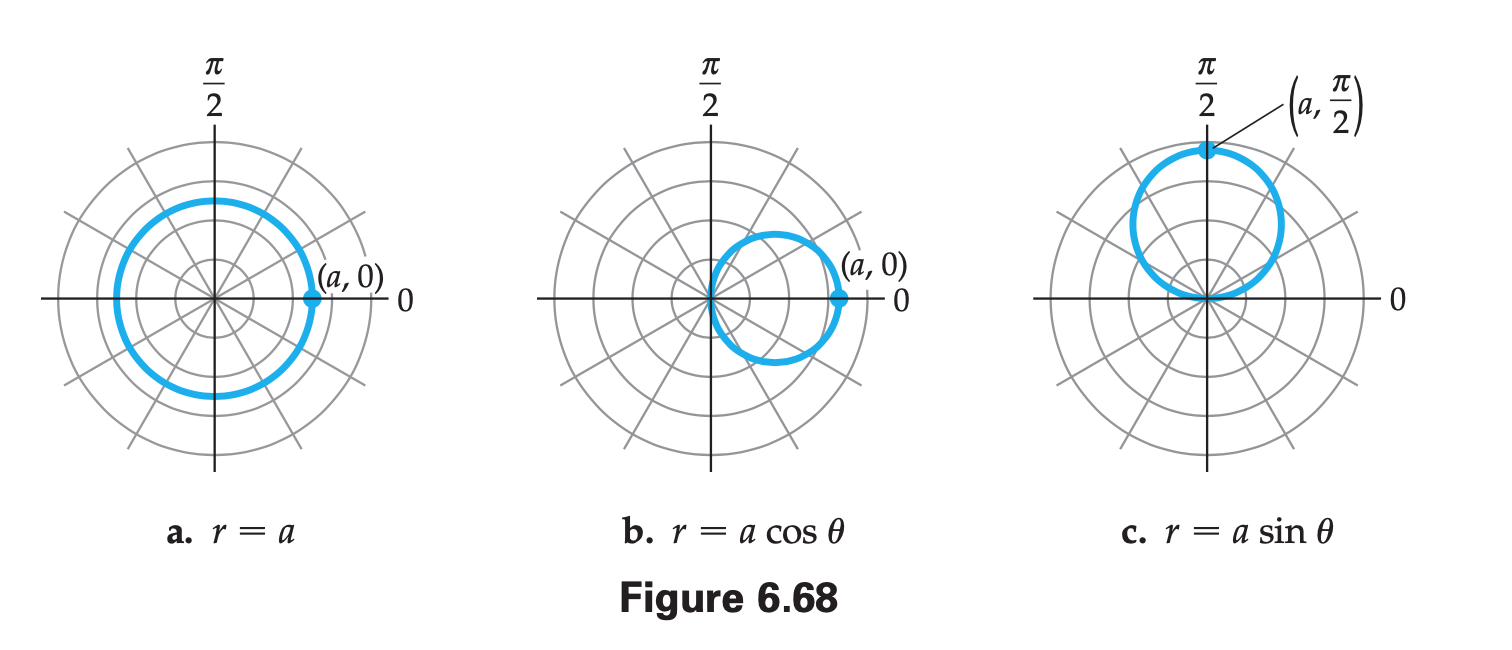 π/2
(a, 0)
0
a. r = a
π/2
(a, 0)
0
b. r = a cos θ
π/2
(a, π/2)
0
c. r = a sin θ
Figure 6.68